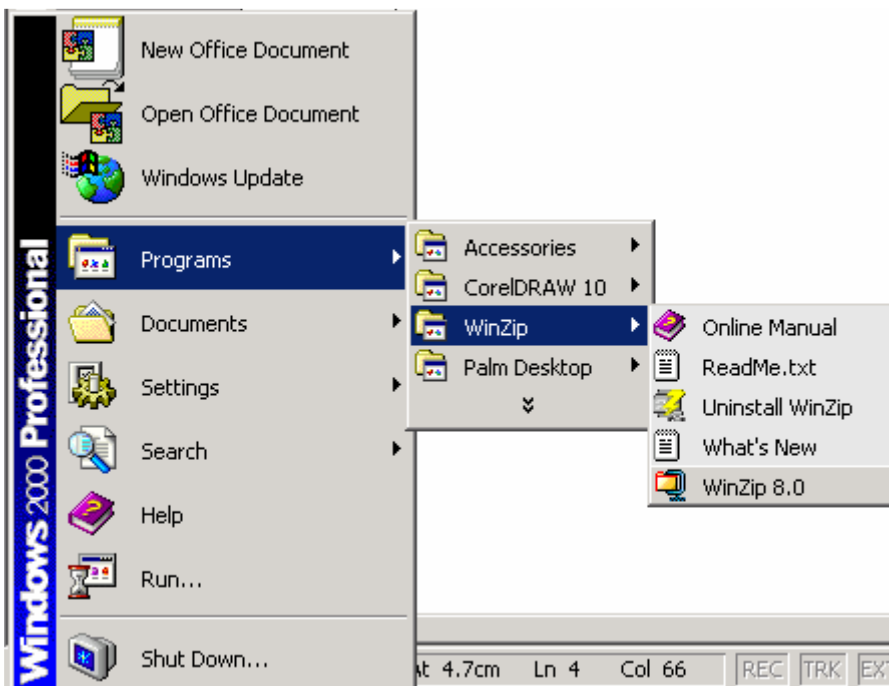 New Office Document
Open Office Document
Windows Update
Programs
Documents
Settings
Search
Help
Run...
Shut Down...
Windows 2000 Professional
Accessories
CorelDRAW 10
WinZip
Palm Desktop
Online Manual
ReadMe.txt
Uninstall WinZip
What's New
WinZip 8.0
At 4.7cm Ln 4 Col 66 REC TRK EXT